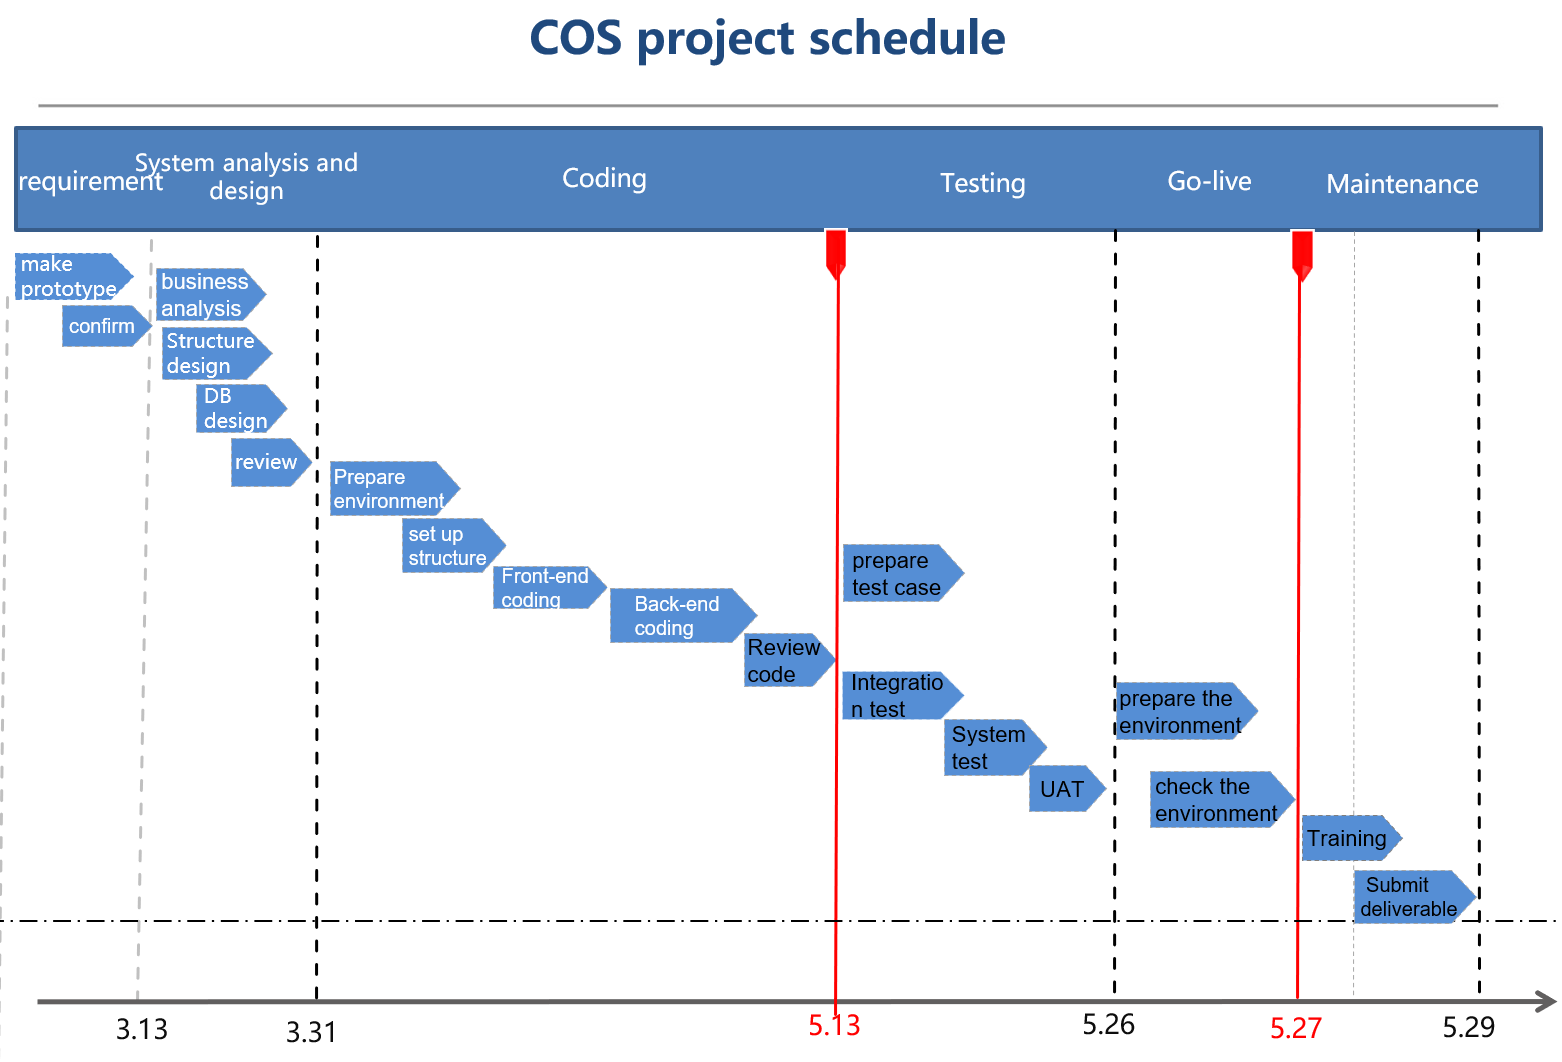 COS project schedule
requirement
System analysis and
design
Coding
Testing
Go-live
Maintenance
make
prototype
confirm
business
analysis
Structure
design
DB
design
review
Prepare
environment
set up
structure
Front-end
coding
Back-end
coding
Review
code
prepare
test case
Integratio
n test
System
test
UAT
prepare the
environment
check the
environment
Training
Submit
deliverable
3.13
3.31
5.13
5.26
5.27
5.29